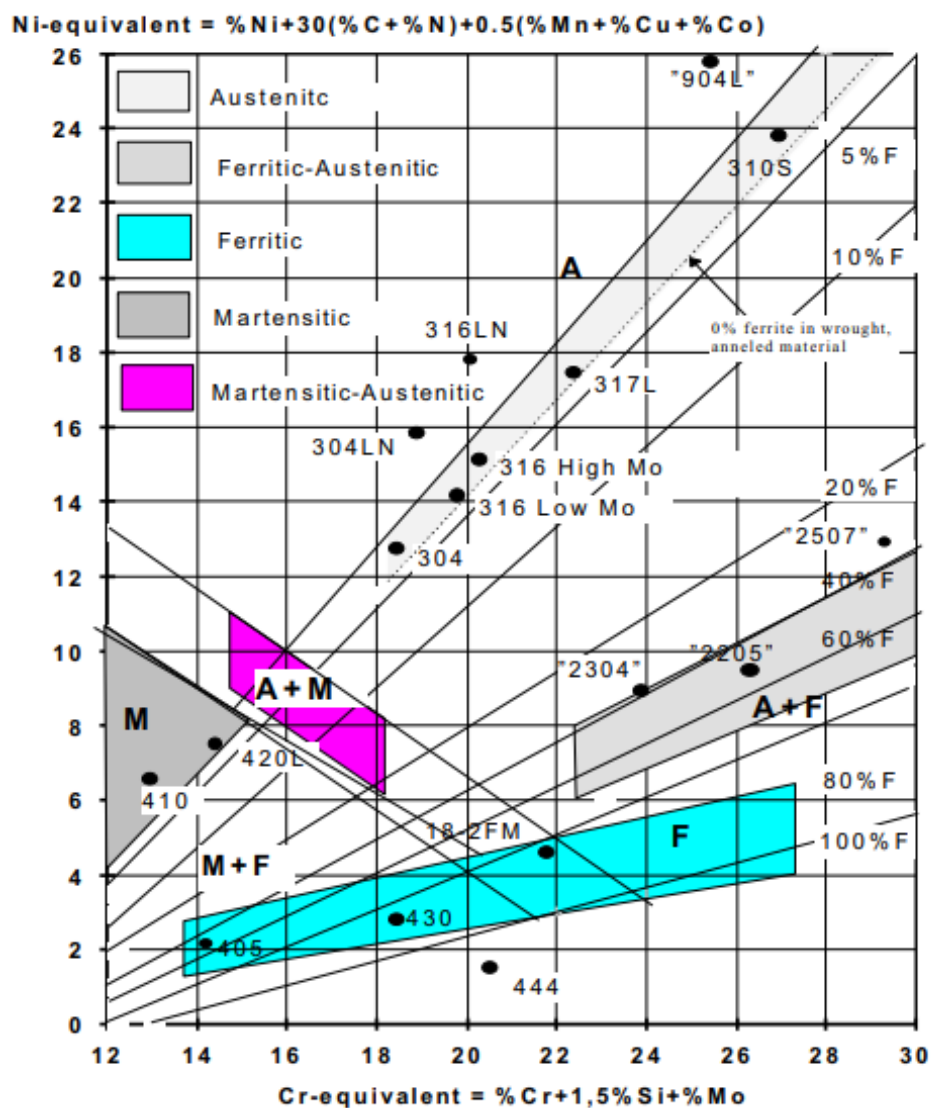 Ni-equivalent = %Ni+30(%C+%N)+0.5(%Mn+%Cu+%Co)
26
"904L"
Austenitc
24
310S
5%F
Ferritic-Austenitic
22
10%F
Ferritic
A
20
316LN
0% ferrite in wrought,
anneled material
Martensitic
18
317L
Martensitic-Austenitic
16
304LN
316 High Mo
20%F
14
316 Low Mo
"2507"
304
12
40%F
10
"2304"
"2205"
60%F
A+M
A+F
M
8
420L
410
6
80%F
18-2FM
F
100%F
M+F
4
430
405
2
444
0
12
14
16
18
20
22
24
26
28
30
Cr-equivalent = %Cr+1,5%Si+%Mo